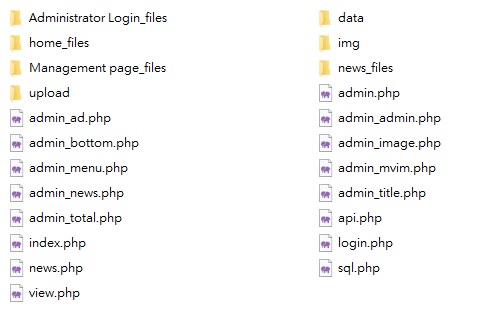 Administrator Login_files
data
home_files
img
Management page_files
news_files
upload
admin.php
admin_ad.php
admin_admin.php
admin_bottom.php
admin_image.php
admin_menu.php
admin_mvim.php
admin_news.php
admin_title.php
admin_total.php
api.php
index.php
login.php
news.php
sql.php
view.php